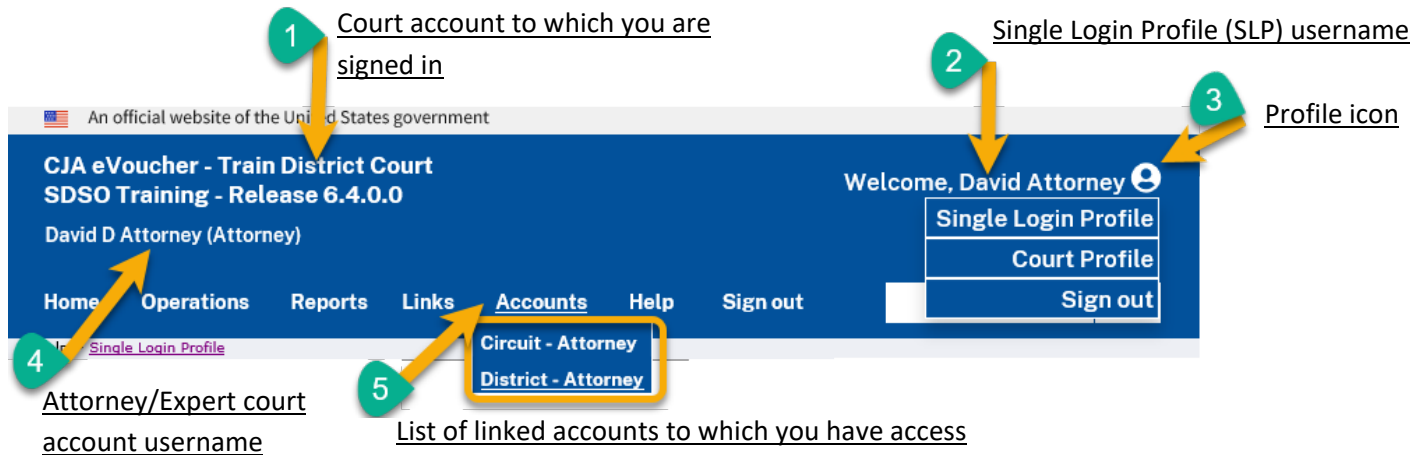 1
Court account to which you are
signed in
Single Login Profile (SLP) username
2
3
Profile icon
An official website of the United States government
CJA eVoucher - Train District Court
SDSO Training - Release 6.4.0.0
David D Attorney (Attorney)
Welcome, David Attorney
Single Login Profile
Court Profile
Sign out
Home Operations Reports Links Accounts Help Sign out
Circuit - Attorney
District - Attorney
Single Login Profile
4
Attorney/Expert court
account username
5
List of linked accounts to which you have access